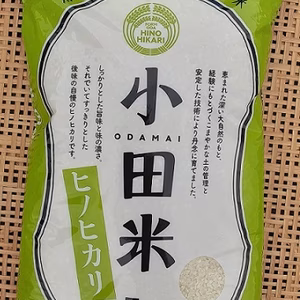 米
HINO
HIKARI
恵まれた深い大自然のもと、
経験にもとづくこまやかな土の管理と
安定した技術により丹念に育てました。
小田米
ODAMAI
しっかりとした旨味と味の濃さ、
それでいてすっきりとした
後味の自慢のヒノヒカリです。
ヒノヒカリ